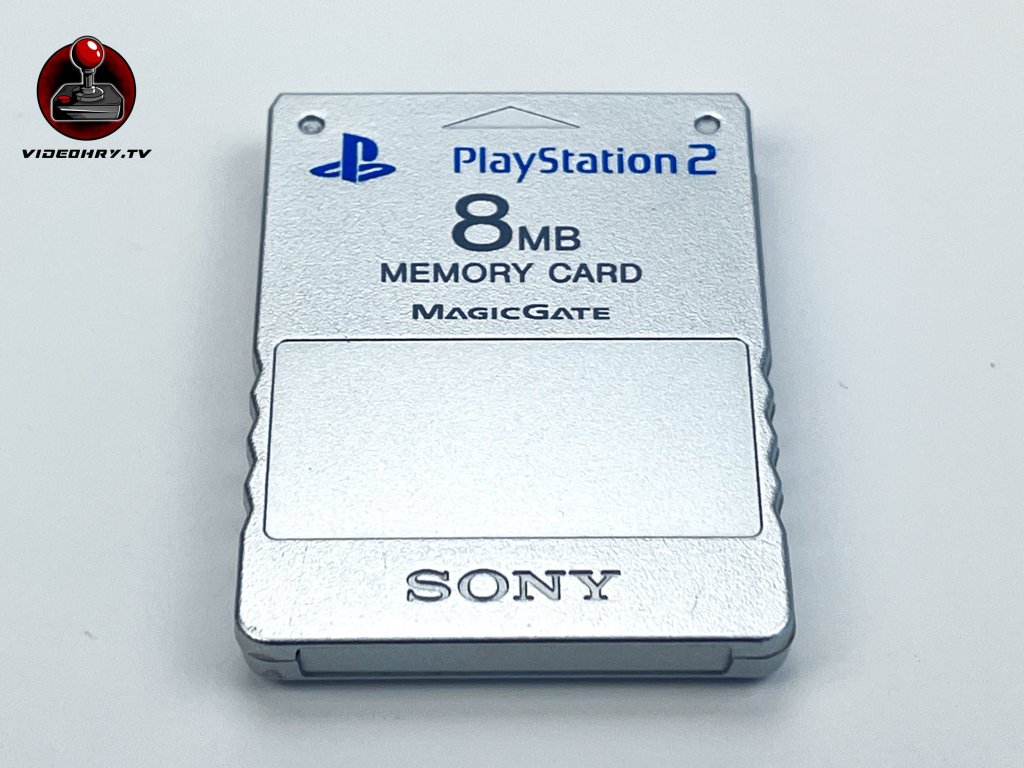 VIDEOHRY.TV
PlayStation 2
8MB
MEMORY CARD
MAGICGATE
SONY